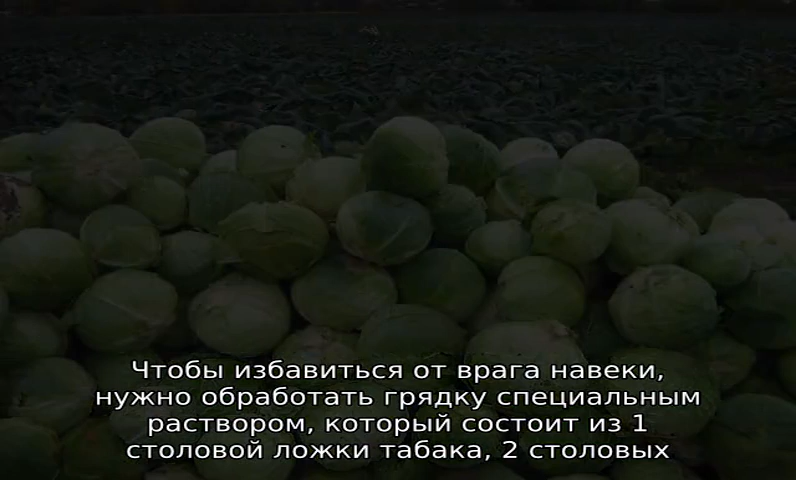 Чтобы избавиться от врага навеки,
нужно обработать грядку специальным
раствором, который состоит из 1
столовой ложки табака, 2 столовых